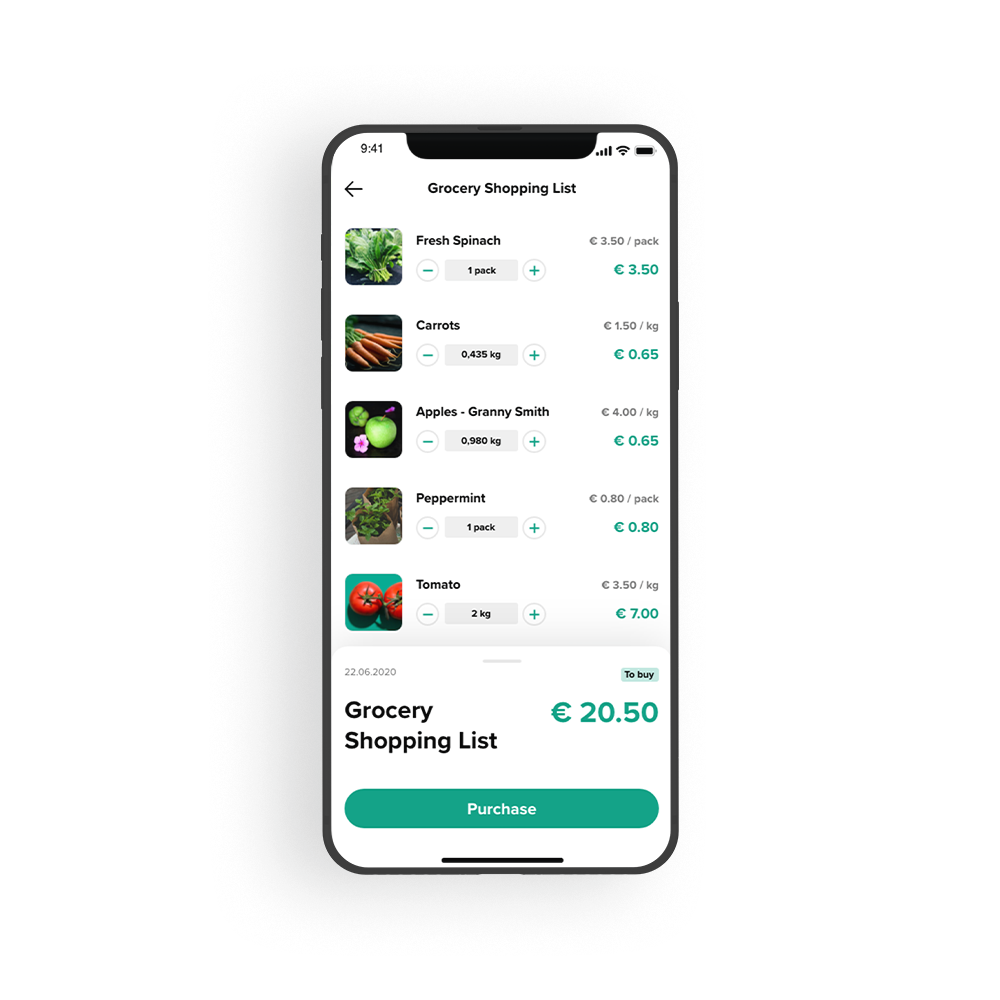 9:41
Grocery Shopping List
Fresh Spinach € 3.50 / pack
1 pack € 3.50
Carrots € 1.50 / kg
0,435 kg € 0.65
Apples - Granny Smith € 4.00 / kg
0,980 kg € 0.65
Peppermint € 0.80 / pack
1 pack € 0.80
Tomato € 3.50 / kg
2 kg € 7.00
22.06.2020 To buy
Grocery € 20.50
Shopping List
Purchase